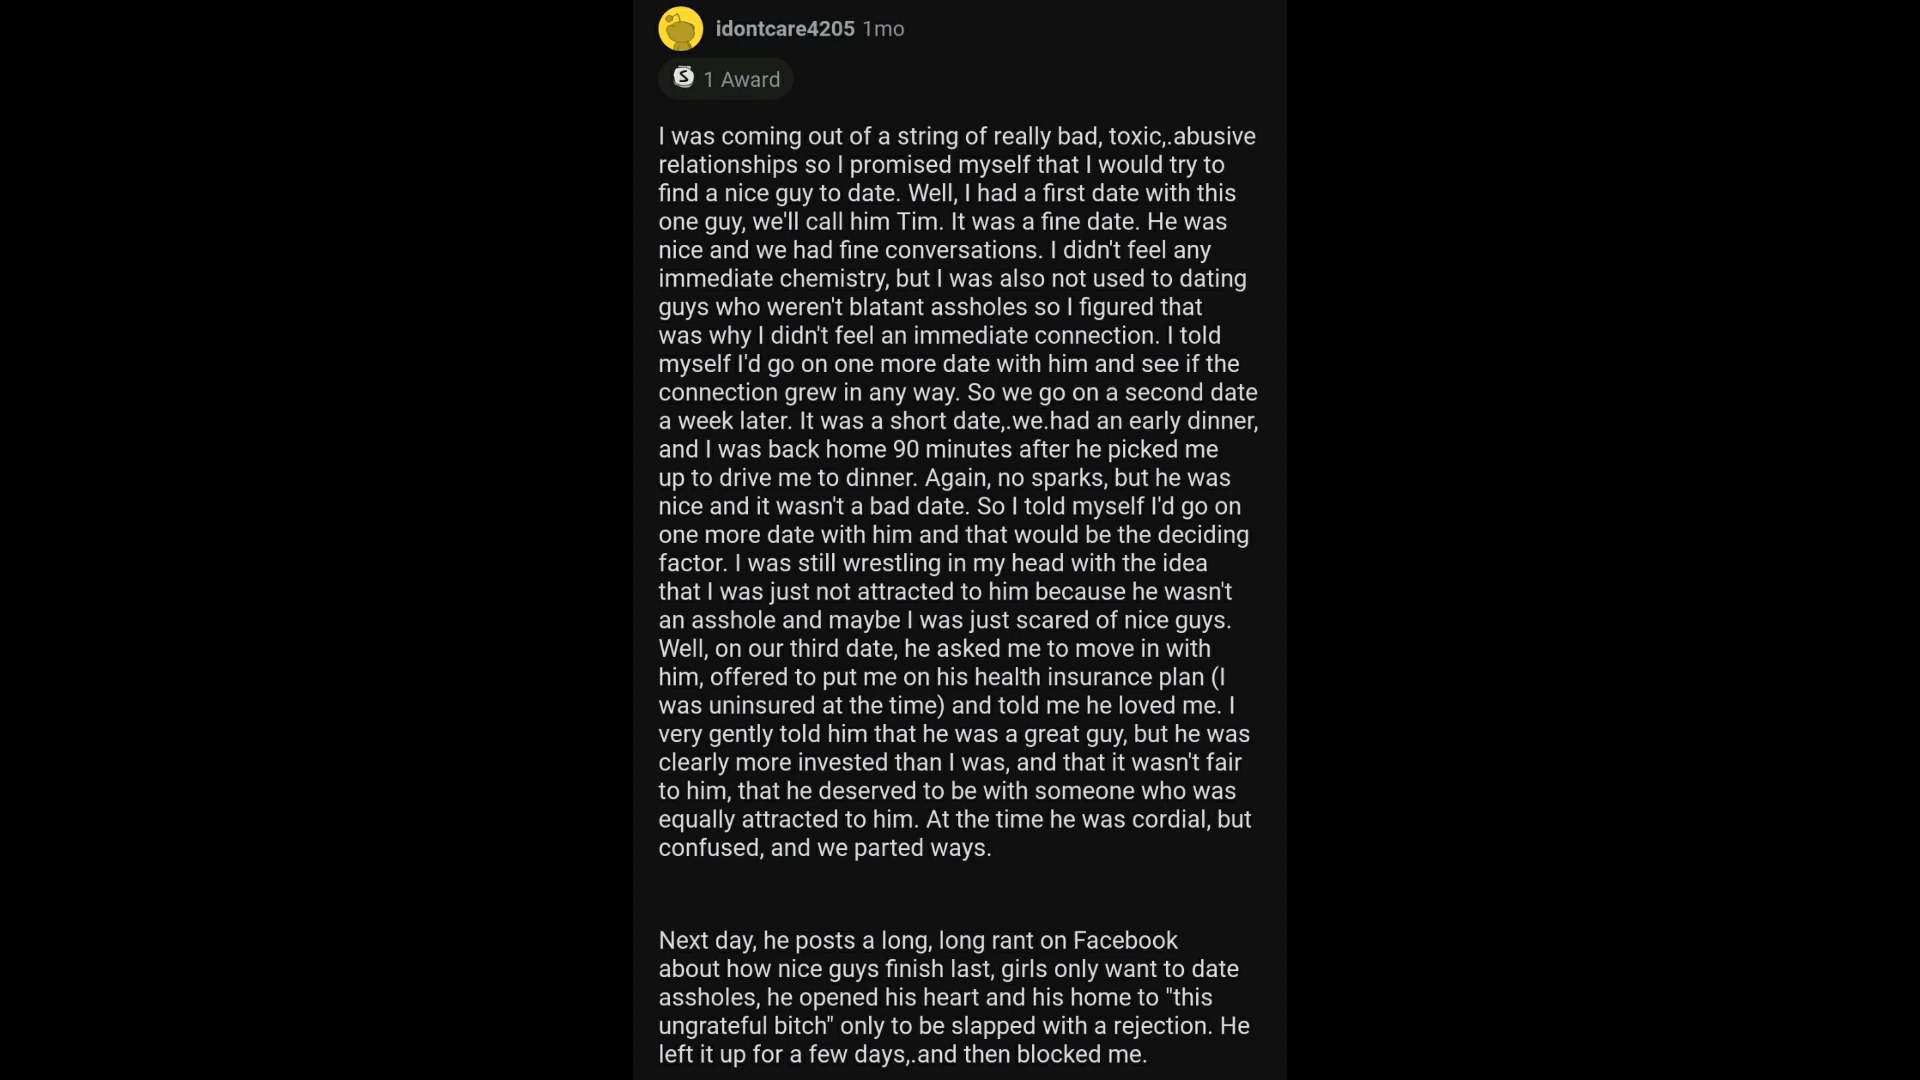 idontcare4205 1mo
S 1 Award
I was coming out of a string of really bad, toxic,.abusive
relationships so I promised myself that I would try to
find a nice guy to date. Well, I had a first date with this
one guy, we'll call him Tim. It was a fine date. He was
nice and we had fine conversations. I didn't feel any
immediate chemistry, but I was also not used to dating
guys who weren't blatant assholes so I figured that
was why I didn't feel an immediate connection. I told
myself I'd go on one more date with him and see if the
connection grew in any way. So we go on a second date
a week later. It was a short date,.we.had an early dinner,
and I was back home 90 minutes after he picked me
up to drive me to dinner. Again, no sparks, but he was
nice and it wasn't a bad date. So I told myself I'd go on
one more date with him and that would be the deciding
factor. I was still wrestling in my head with the idea
that I was just not attracted to him because he wasn't
an asshole and maybe I was just scared of nice guys.
Well, on our third date, he asked me to move in with
him, offered to put me on his health insurance plan (I
was uninsured at the time) and told me he loved me. I
very gently told him that he was a great guy, but he was
clearly more invested than I was, and that it wasn't fair
to him, that he deserved to be with someone who was
equally attracted to him. At the time he was cordial, but
confused, and we parted ways.
Next day, he posts a long, long rant on Facebook
about how nice guys finish last, girls only want to date
assholes, he opened his heart and his home to "this
ungrateful bitch" only to be slapped with a rejection. He
left it up for a few days,.and then blocked me.